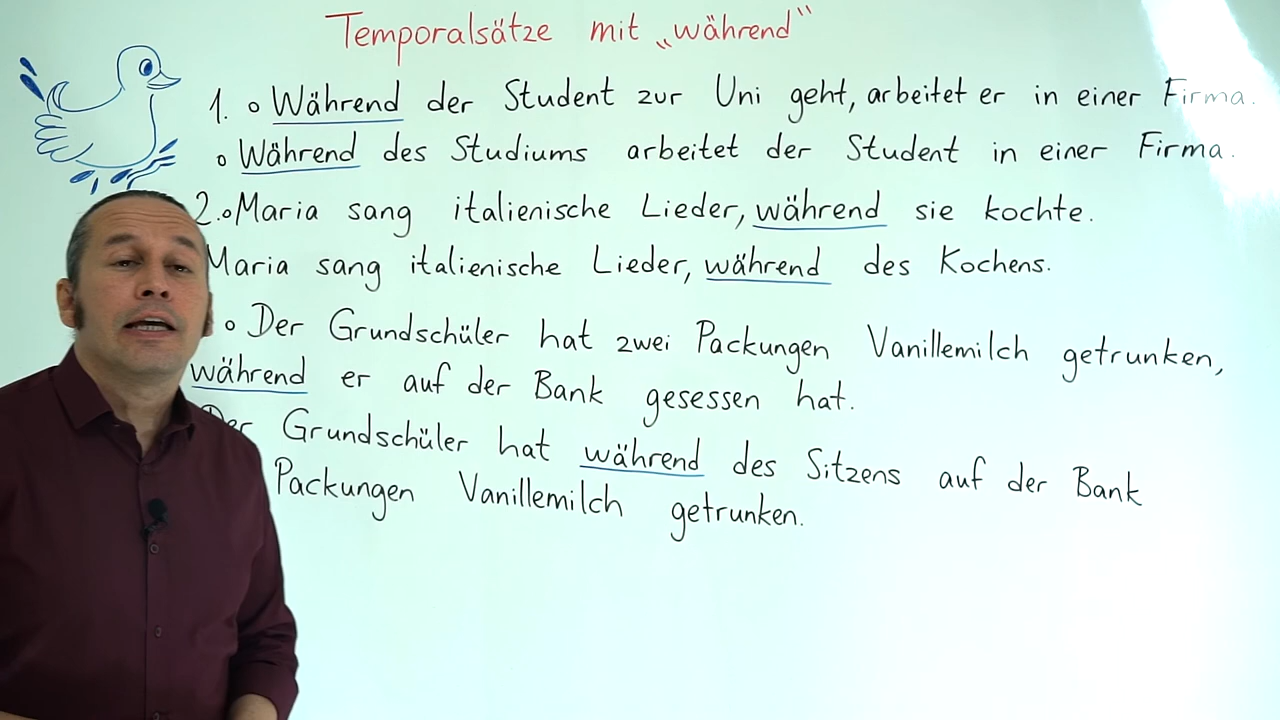 Temporalsätze mit „während“
1. o Während der Student zur Uni geht, arbeitet er in einer Firma.
o Während des Studiums arbeitet der Student in einer Firma.
2. o Maria sang italienische Lieder, während sie kochte.
Maria sang italienische Lieder, während des Kochens.
o Der Grundschüler hat zwei Packungen Vanillemilch getrunken,
während er auf der Bank gesessen hat.
Der Grundschüler hat während des Sitzens auf der Bank
Packungen Vanillemilch getrunken.